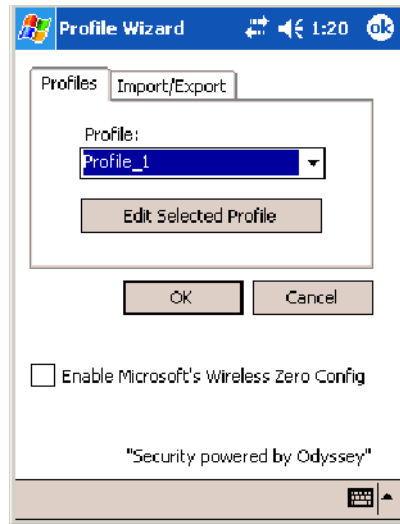 Profile Wizard 1:20 ok
Profiles Import/Export
Profile:
Profile_1
Edit Selected Profile
OK Cancel
Enable Microsoft's Wireless Zero Config
"Security powered by Odyssey"